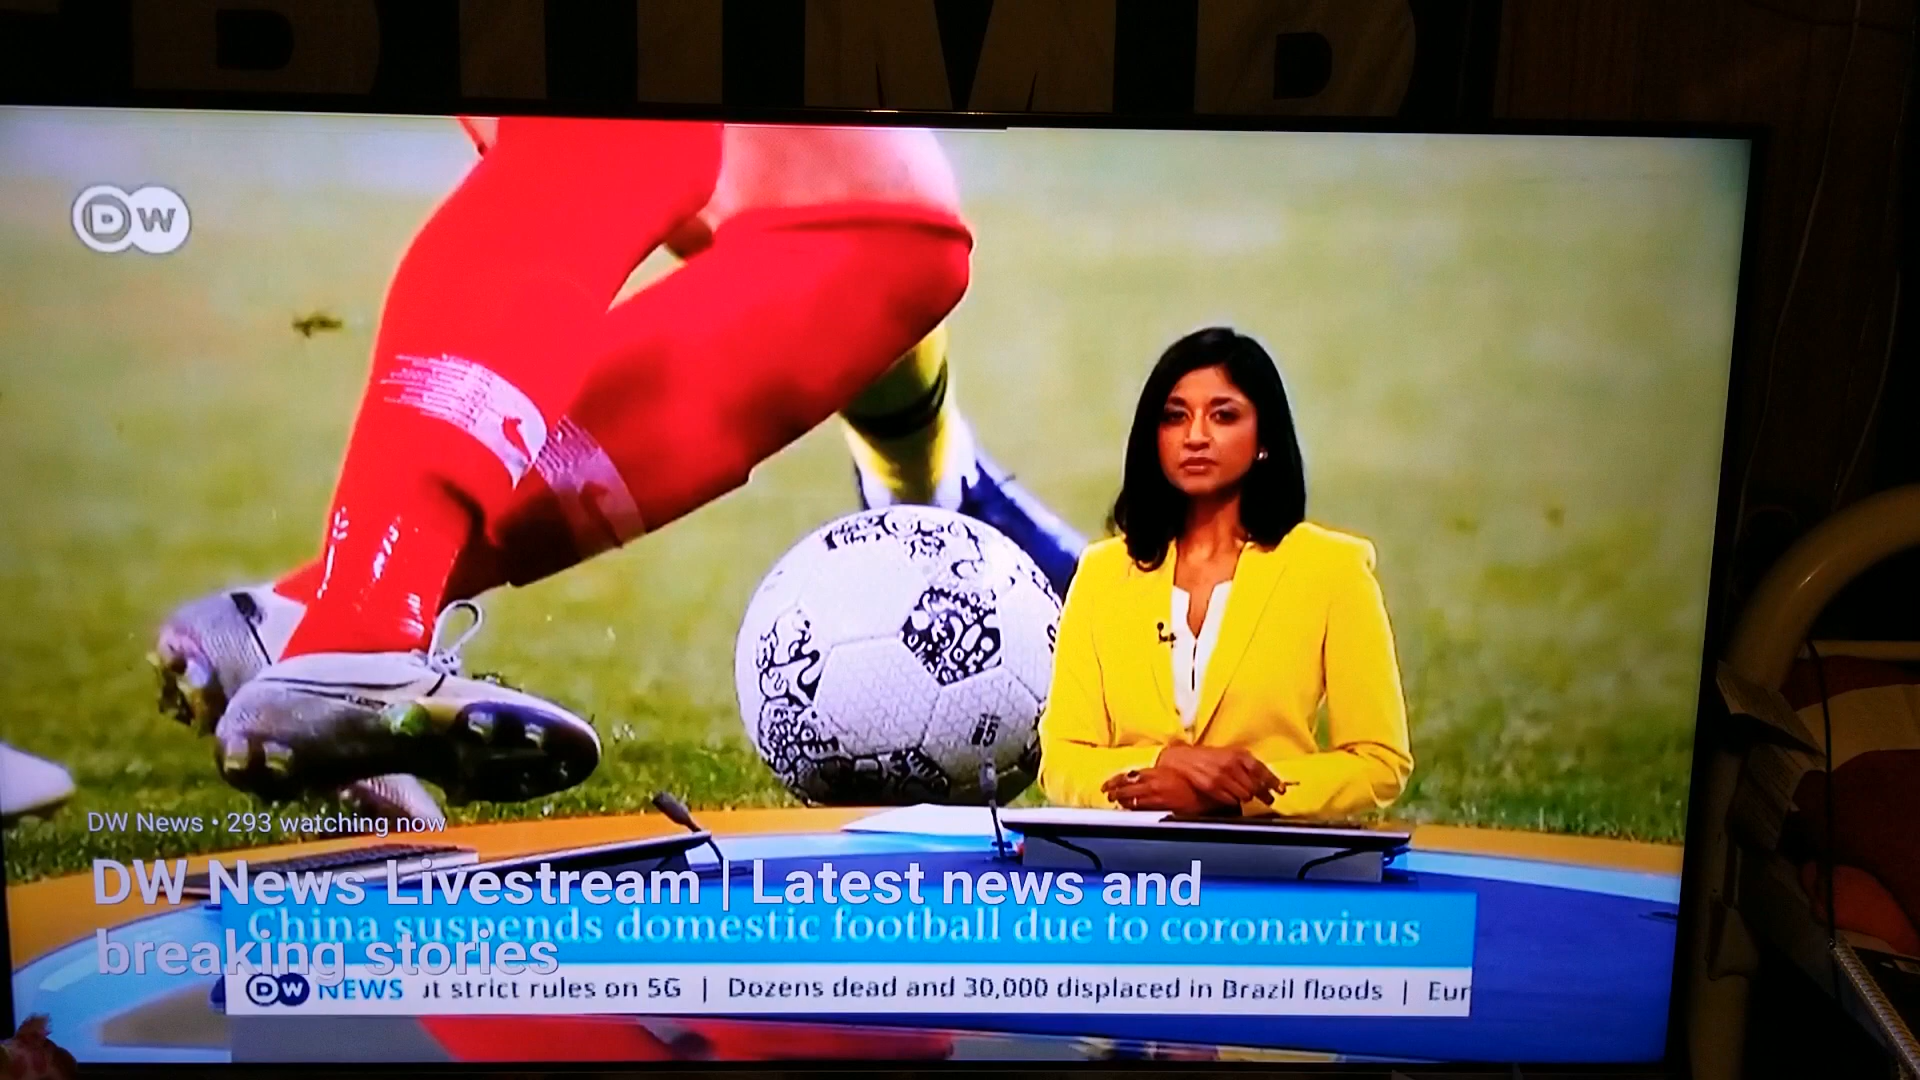 DW
DW News • 293 watching now
DW News Livestream | Latest news and
breaking stories
China suspends domestic football due to coronavirus
DW NEWS strict rules on 5G | Dozens dead and 30,000 displaced in Brazil floods | Eur